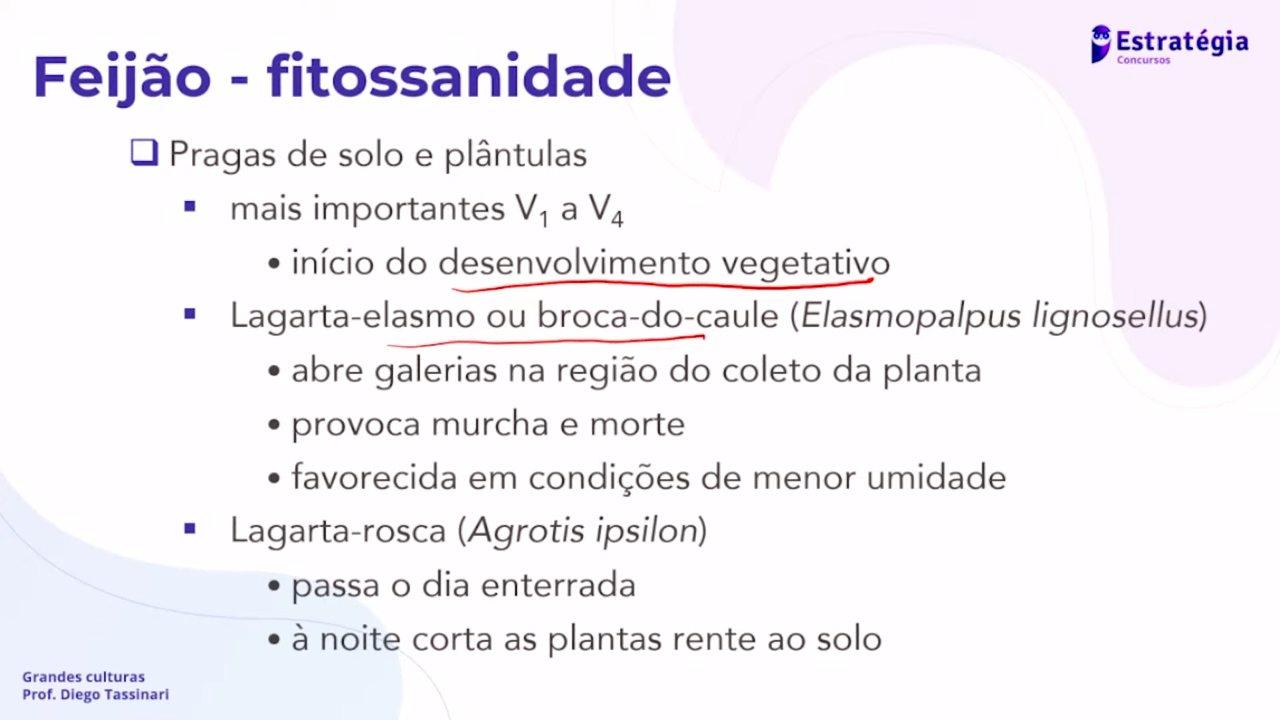 Estratégia
Concursos
Feijão - fitossanidade
❑ Pragas de solo e plântulas
▪ mais importantes V₁ a V₄
• início do desenvolvimento vegetativo
▪ Lagarta-elasmo ou broca-do-caule (Elasmopalpus lignosellus)
• abre galerias na região do coleto da planta
• provoca murcha e morte
• favorecida em condições de menor umidade
▪ Lagarta-rosca (Agrotis ipsilon)
• passa o dia enterrada
• à noite corta as plantas rente ao solo
Grandes culturas
Prof. Diego Tassinari